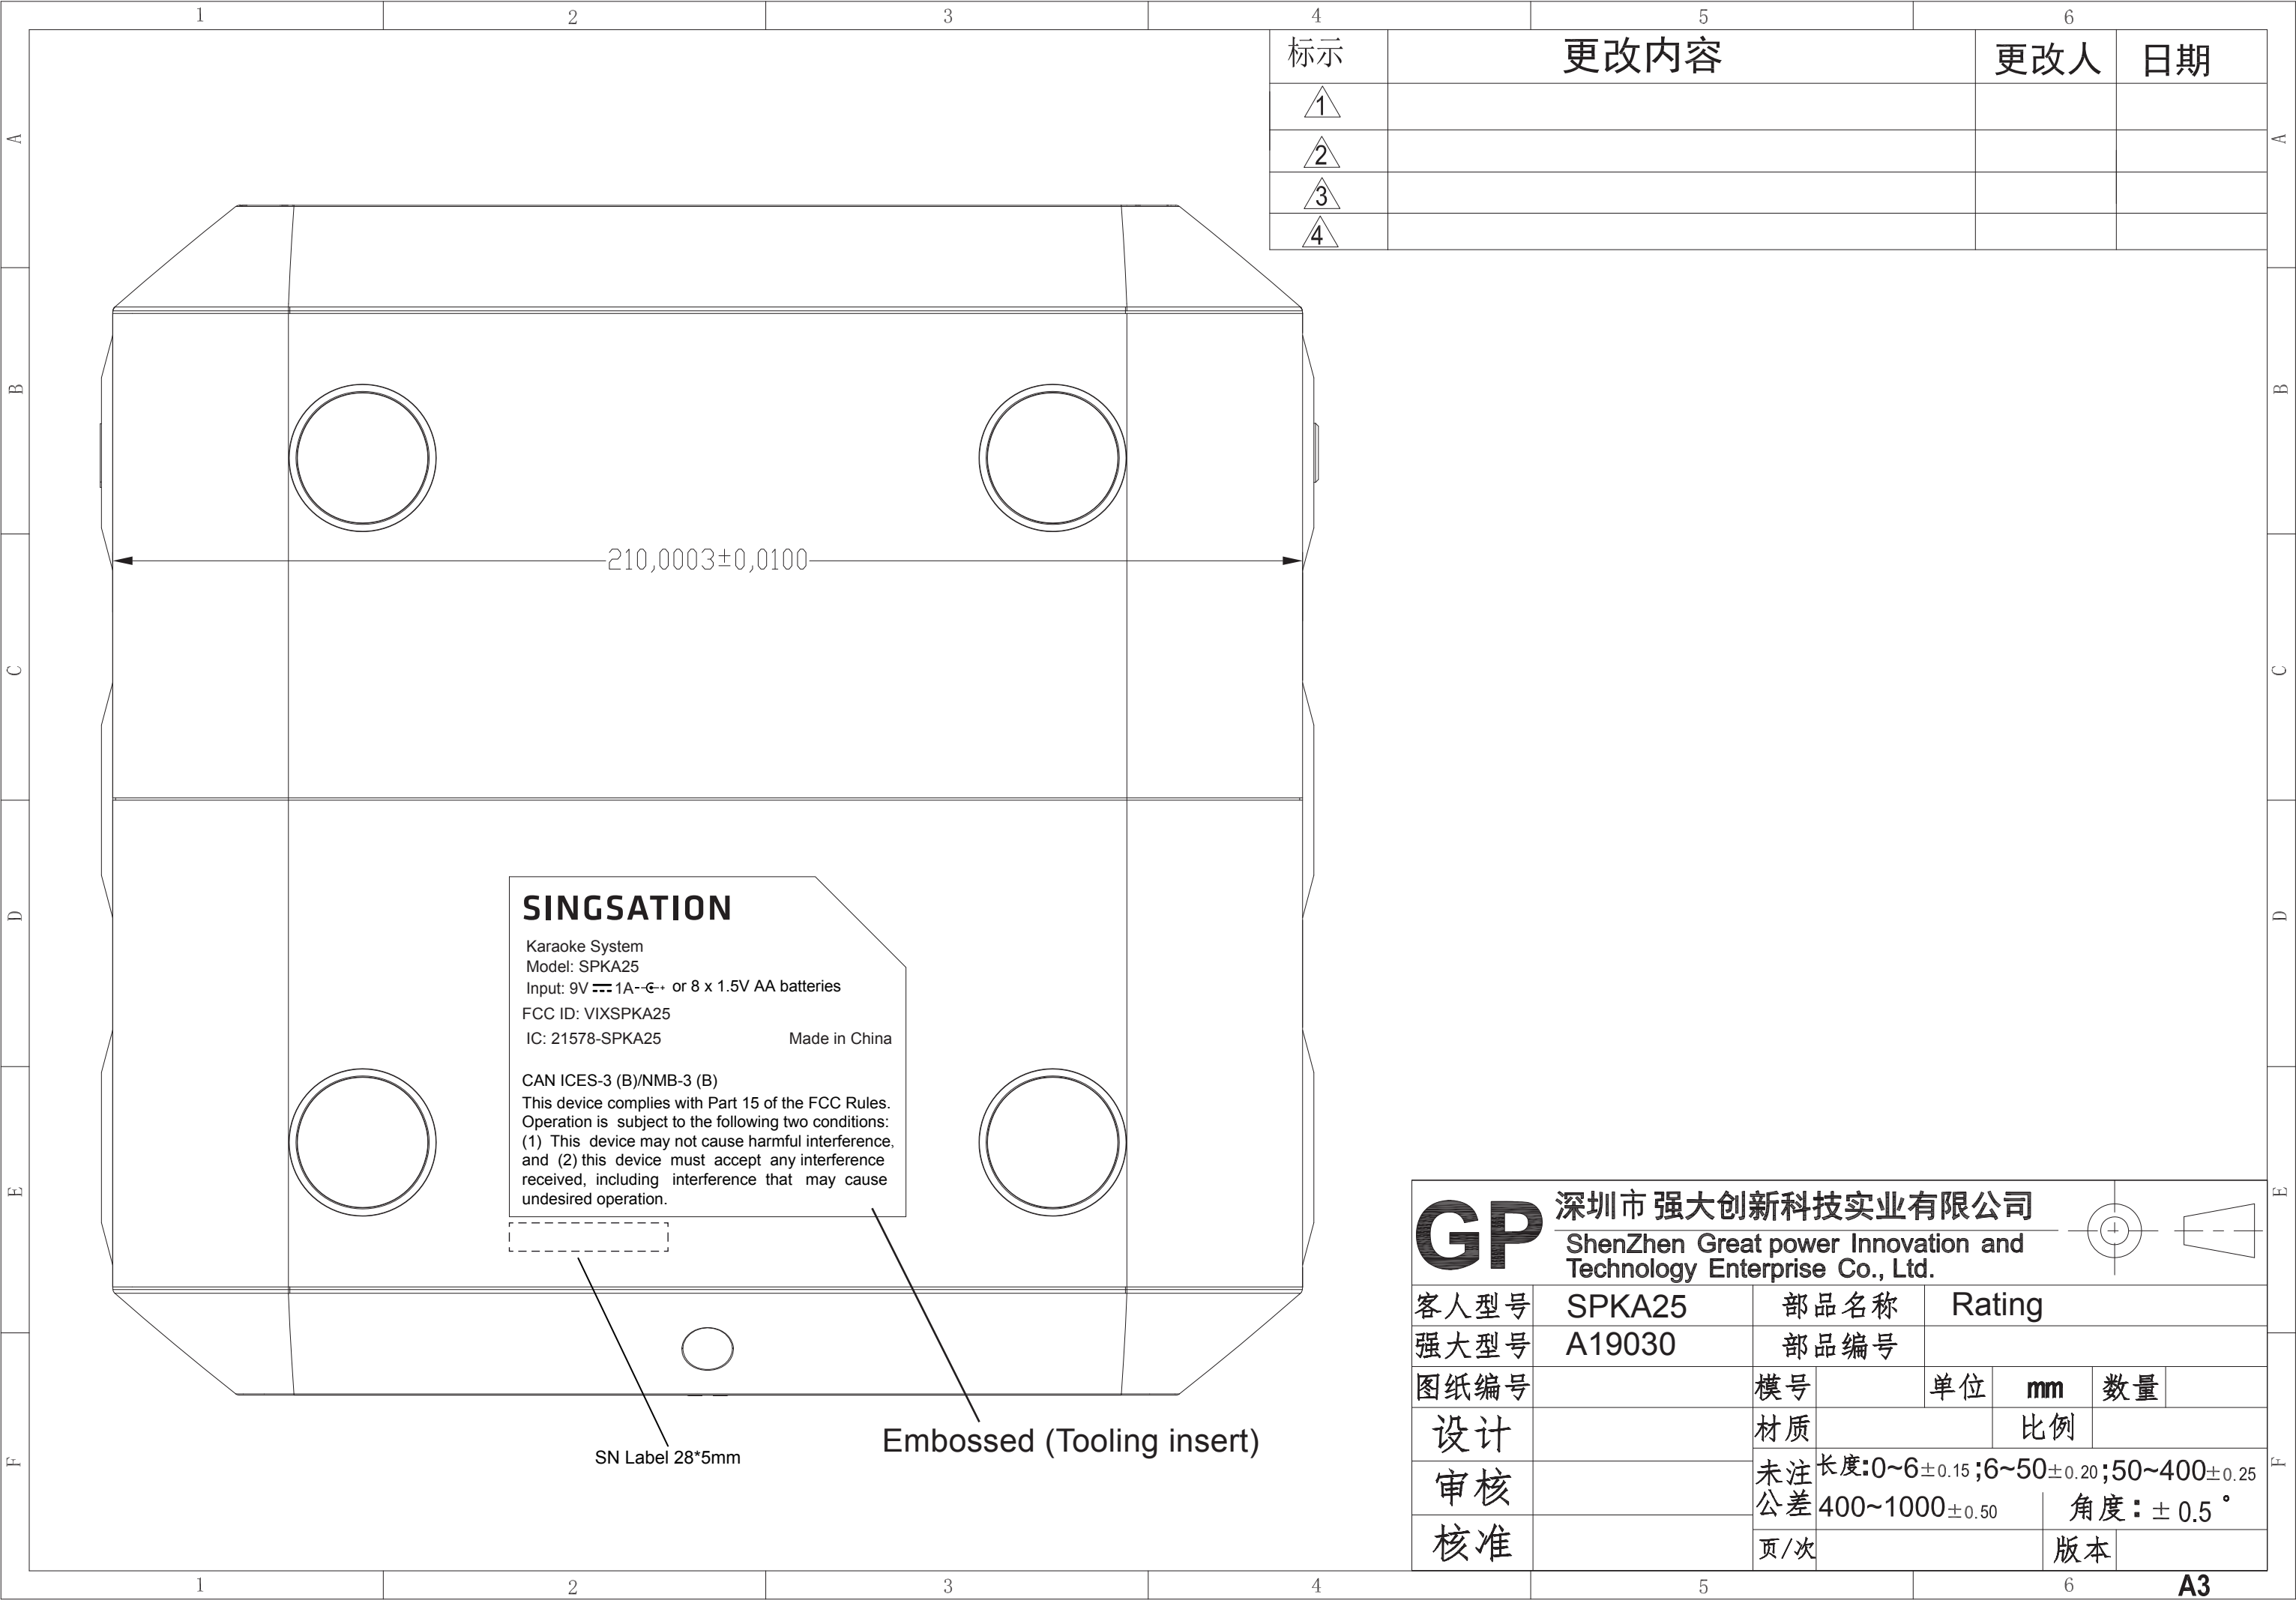 1 2 3 4 5 6
标示 更改内容 更改人 日期
1
2
3
4
A A
B B
C C
D D
E E
F F
210,0003±0,0100
SINGSATION
Karaoke System
Model: SPKA25
Input: 9V 1A or 8 x 1.5V AA batteries
FCC ID: VIXSPKA25
IC: 21578-SPKA25 Made in China
CAN ICES-3 (B)/NMB-3 (B)
This device complies with Part 15 of the FCC Rules.
Operation is subject to the following two conditions:
(1) This device may not cause harmful interference,
and (2) this device must accept any interference
received, including interference that may cause
undesired operation.
SN Label 28*5mm
Embossed (Tooling insert)
GP
深圳市强大创新科技实业有限公司
ShenZhen Great power Innovation and
Technology Enterprise Co., Ltd.
客人型号 SPKA25 部品名称 Rating
强大型号 A19030 部品编号
图纸编号 模号 单位 mm 数量
设计 材质 比例
审核 未注公差 长度:0~6±0.15;6~50±0.20;50~400±0.25
400~1000±0.50 角度:±0.5°
核准 页/次 版本
1 2 3 4 5 6 A3